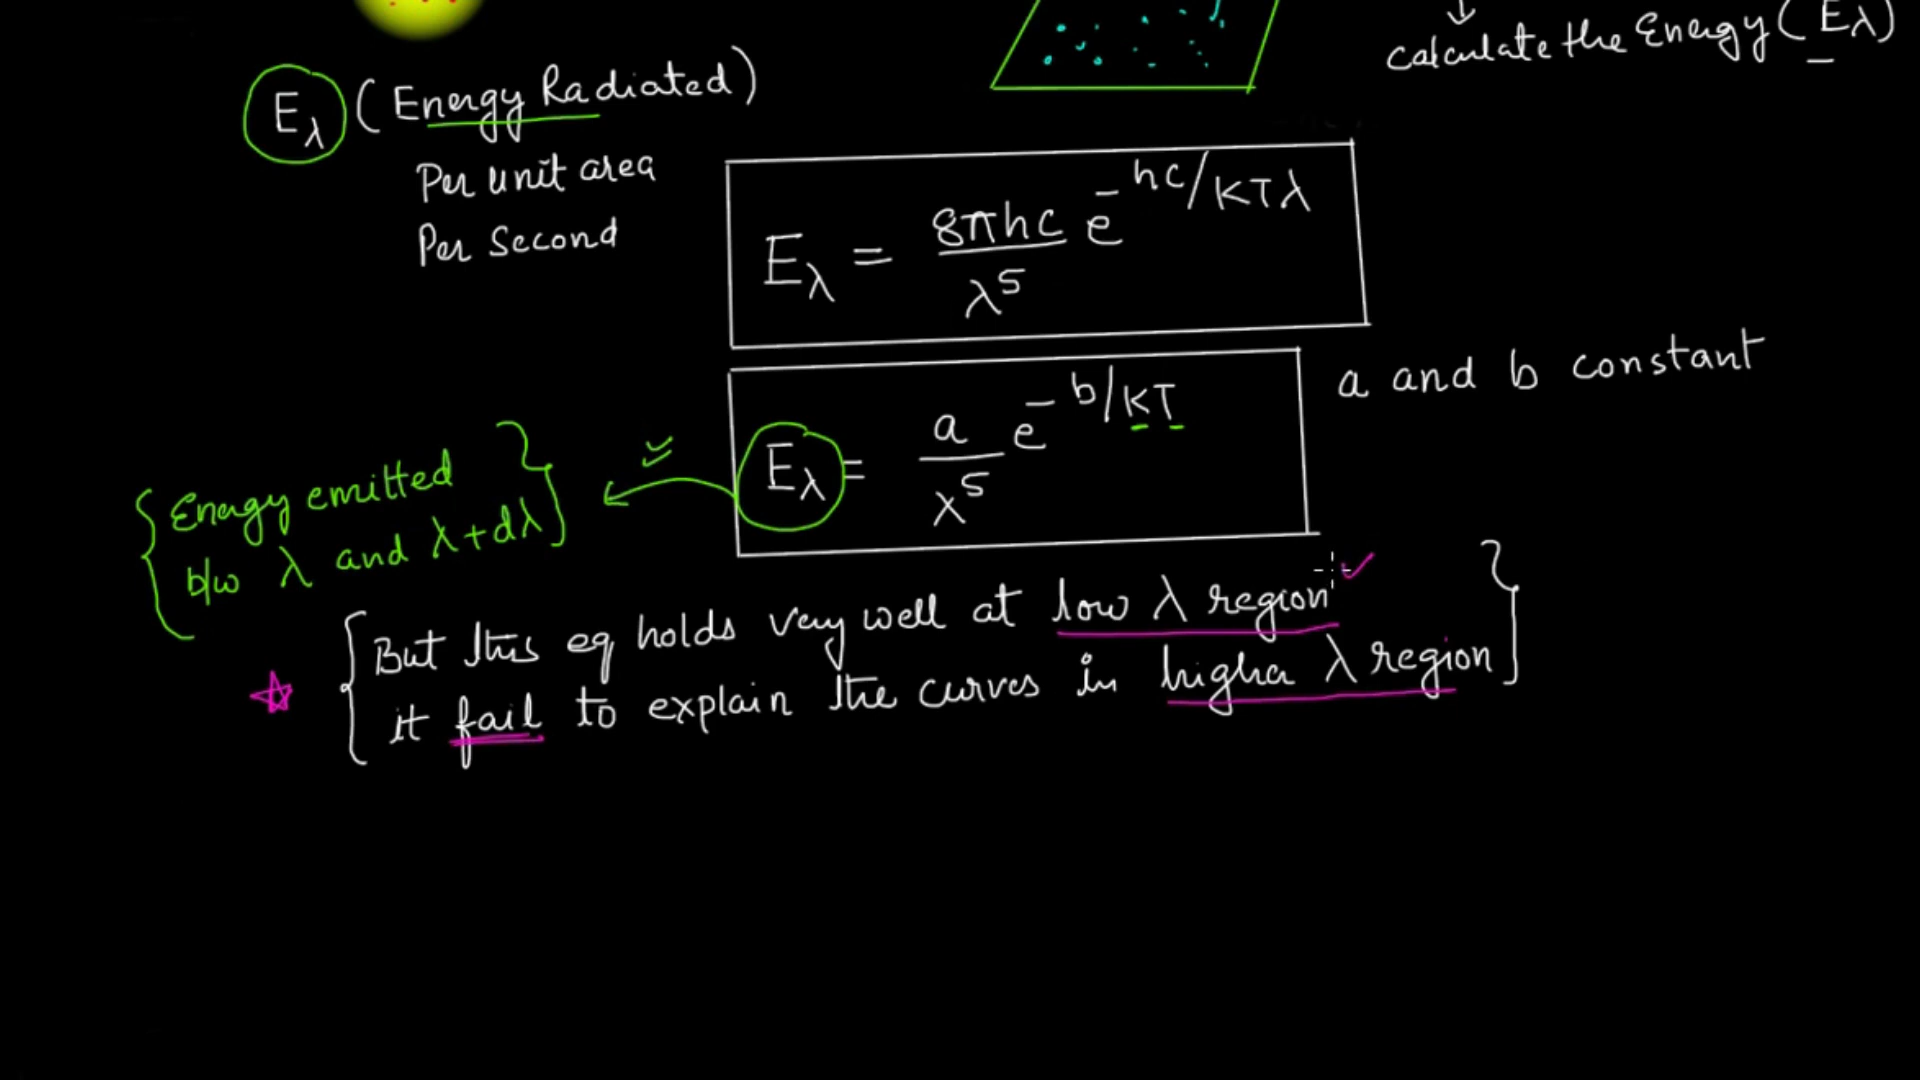 Calculate the Energy (Eλ)
Eλ (Energy Radiated)
Per unit area
Per Second
Eλ = 8πhc/λ⁵ e^(-hc/KTλ)
Eλ = a/λ⁵ e^(-b/KT)
a and b constant
{Energy emitted
b/w λ and λ+dλ}
{But this eq holds very well at low λ region
it fail to explain the curves in higher λ region}